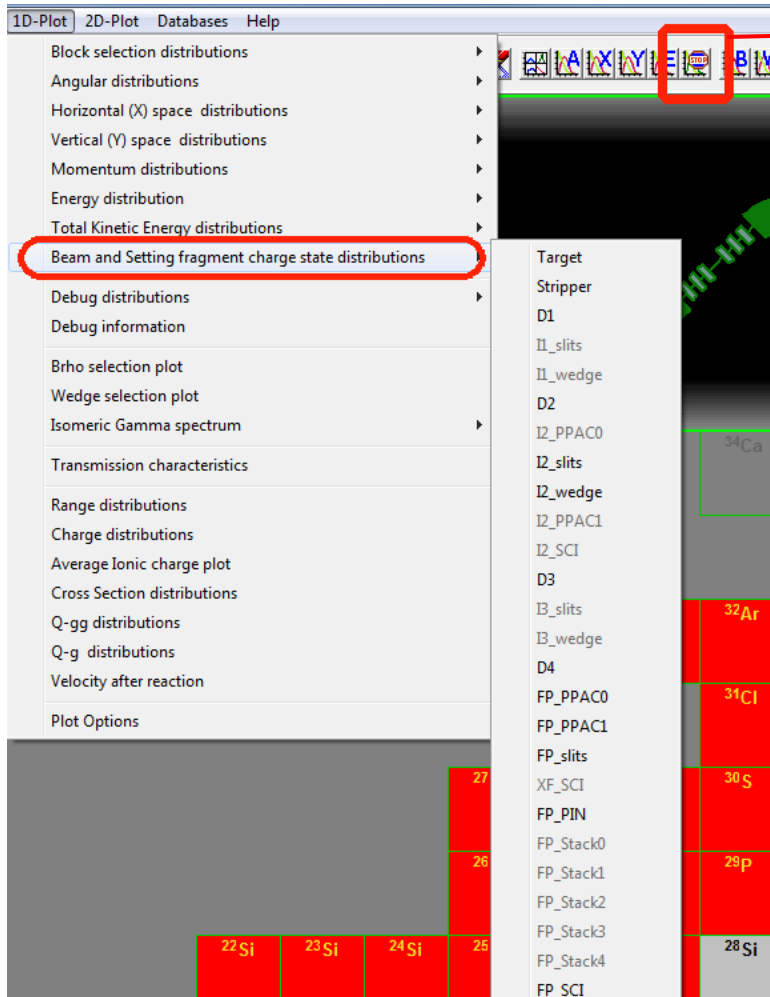 1D-Plot 2D-Plot Databases Help
Block selection distributions
Angular distributions
Horizontal (X) space distributions
Vertical (Y) space distributions
Momentum distributions
Energy distribution
Total Kinetic Energy distributions
Beam and Setting fragment charge state distributions
Debug distributions
Debug information
Brho selection plot
Wedge selection plot
Isomeric Gamma spectrum
Transmission characteristics
Range distributions
Charge distributions
Average Ionic charge plot
Cross Section distributions
Q-gg distributions
Q-g distributions
Velocity after reaction
Plot Options
Target
Stripper
D1
I1_slits
I1_wedge
D2
I2_PPAC0
I2_slits
I2_wedge
I2_PPAC1
I2_SCI
D3
I3_slits
I3_wedge
D4
FP_PPAC0
FP_PPAC1
FP_slits
XF_SCI
FP_PIN
FP_Stack0
FP_Stack1
FP_Stack2
FP_Stack3
FP_Stack4
FP_SCI
A X Y E STOP B
34Ca
32Ar
31Cl
27 30S
26 29P
22Si 23Si 24Si 25 28Si